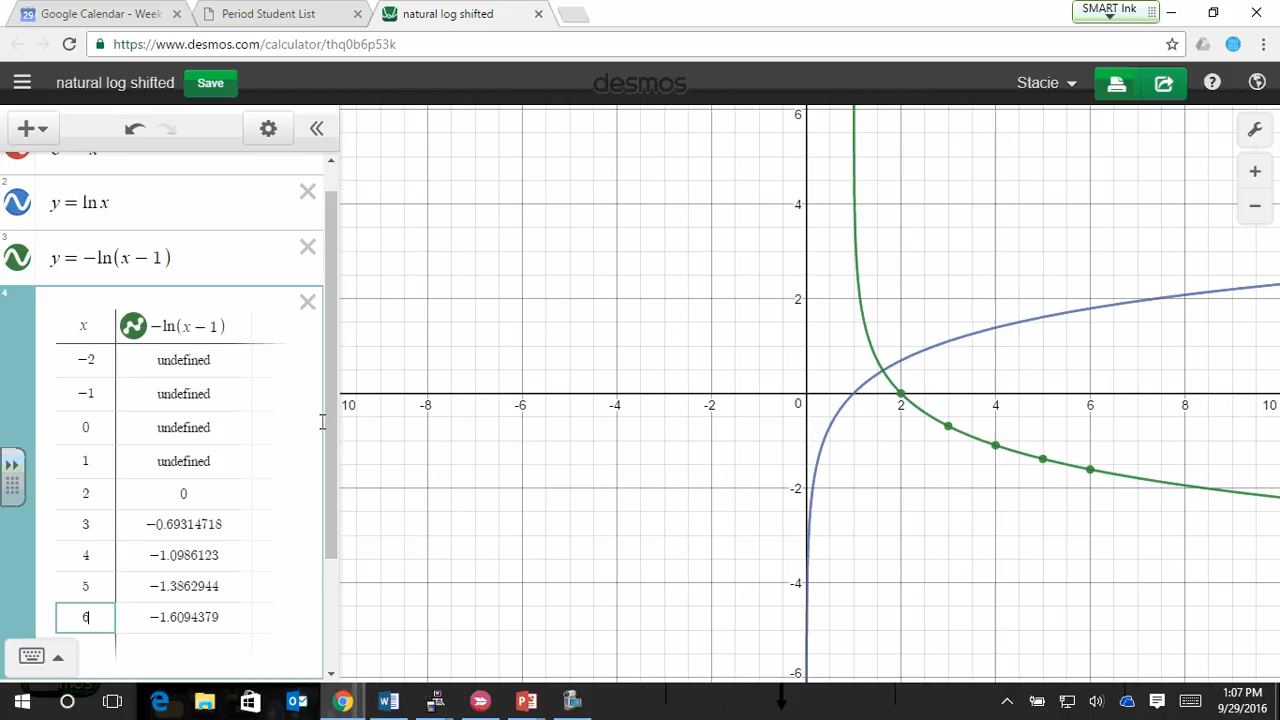 Google Calendar - Week
Period Student List
natural log shifted
SMART Ink
https://www.desmos.com/calculator/thq0b6p53k
natural log shifted
Save
desmos
Stacie
2
y = ln x
3
y = −ln(x − 1)
4
x −ln(x − 1)
−2 undefined
−1 undefined
0 undefined
1 undefined
2 0
3 −0.69314718
4 −1.0986123
5 −1.3862944
6 −1.6094379
6
4
2
10 -8 -6 -4 -2 0 2 4 6 8 10
-2
-4
-6
1:07 PM
9/29/2016